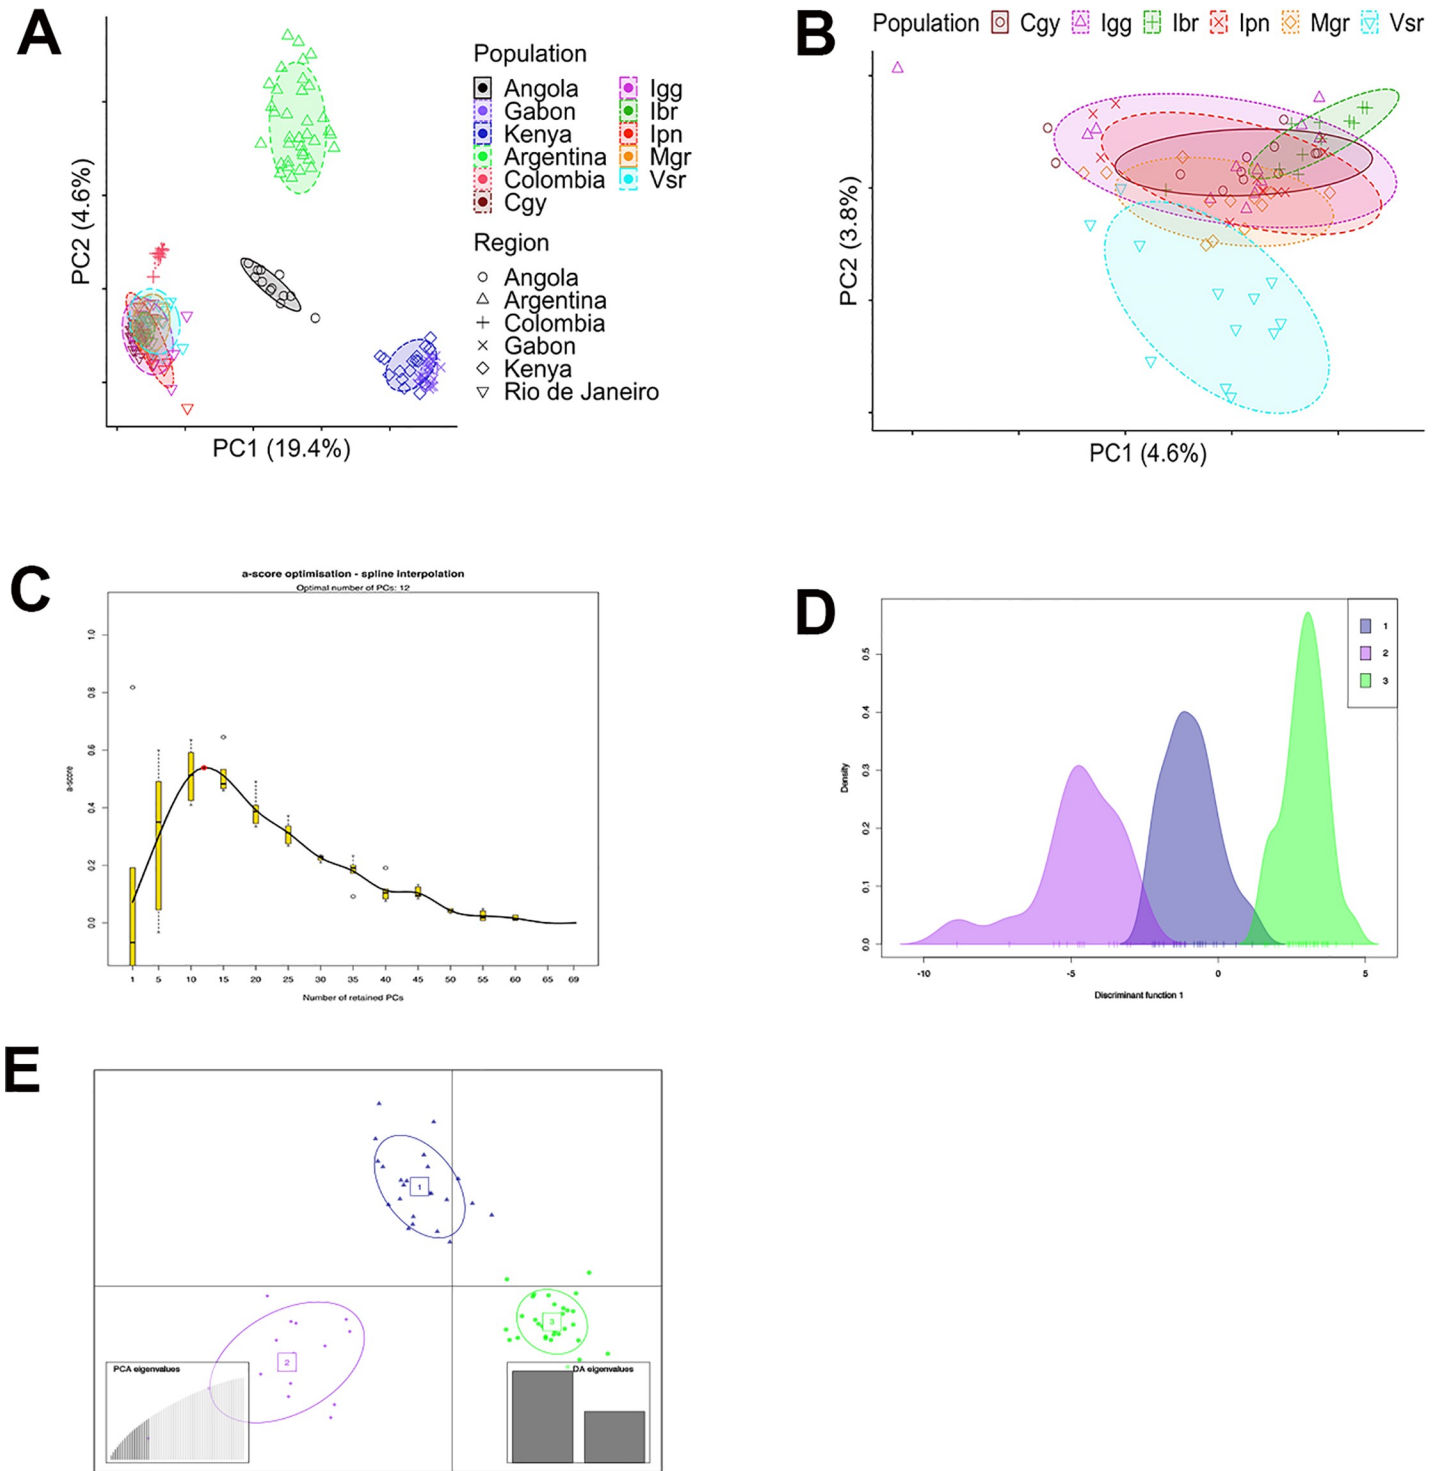 A
Population
Angola
Gabon
Kenya
Argentina
Colombia
Cgy
Igg
Ibr
Ipn
Mgr
Vsr
Region
Angola
Argentina
Colombia
Gabon
Kenya
Rio de Janeiro
PC2 (4.6%)
PC1 (19.4%)
B
Population Cgy Igg Ibr Ipn Mgr Vsr
PC2 (3.8%)
PC1 (4.6%)
C
a-score optimisation - spline interpolation
Optimal number of PCs: 12
a-score
1.0
0.8
0.6
0.4
0.2
0.0
1 5 10 15 20 25 30 35 40 45 50 55 60 65 69
Number of retained PCs
D
1
2
3
Density
0.5
0.4
0.3
0.2
0.1
0.0
-10 -5 0 5
Discriminant function 1
E
1
2
3
PCA eigenvalues
DA eigenvalues